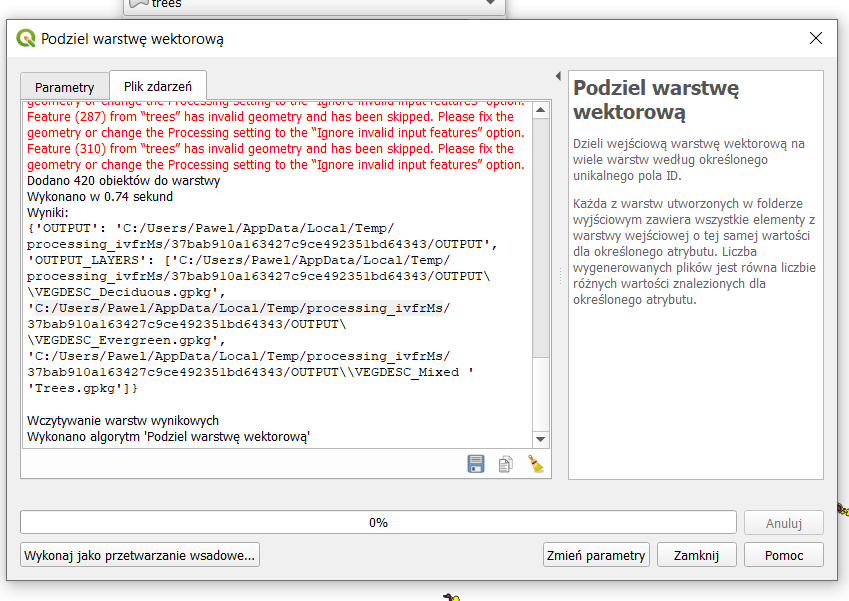 trees
Podziel warstwę wektorową
Parametry
Plik zdarzeń
geometry or change the Processing setting to the “Ignore invalid input features” option.
Feature (287) from “trees” has invalid geometry and has been skipped. Please fix the
geometry or change the Processing setting to the “Ignore invalid input features” option.
Feature (310) from “trees” has invalid geometry and has been skipped. Please fix the
geometry or change the Processing setting to the “Ignore invalid input features” option.
Dodano 420 obiektów do warstwy
Wykonano w 0.74 sekund
Wyniki:
{'OUTPUT': 'C:/Users/Pawel/AppData/Local/Temp/
processing_ivfrMs/37bab910a163427c9ce492351bd64343/OUTPUT',
'OUTPUT_LAYERS': ['C:/Users/Pawel/AppData/Local/Temp/
processing_ivfrMs/37bab910a163427c9ce492351bd64343/OUTPUT\
\VEGDESC_Deciduous.gpkg',
'C:/Users/Pawel/AppData/Local/Temp/processing_ivfrMs/
37bab910a163427c9ce492351bd64343/OUTPUT\
\VEGDESC_Evergreen.gpkg',
'C:/Users/Pawel/AppData/Local/Temp/processing_ivfrMs/
37bab910a163427c9ce492351bd64343/OUTPUT\\VEGDESC_Mixed '
'Trees.gpkg']}
Wczytywanie warstw wynikowych
Wykonano algorytm 'Podziel warstwę wektorową'
Podziel warstwę
wektorową
Dzieli wejściową warstwę wektorową na
wiele warstw według określonego
unikalnego pola ID.
Każda z warstw utworzonych w folderze
wyjściowym zawiera wszystkie elementy z
warstwy wejściowej o tej samej wartości
dla określonego atrybutu. Liczba
wygenerowanych plików jest równa liczbie
różnych wartości znalezionych dla
określonego atrybutu.
0%
Anuluj
Wykonaj jako przetwarzanie wsadowe...
Zmień parametry
Zamknij
Pomoc